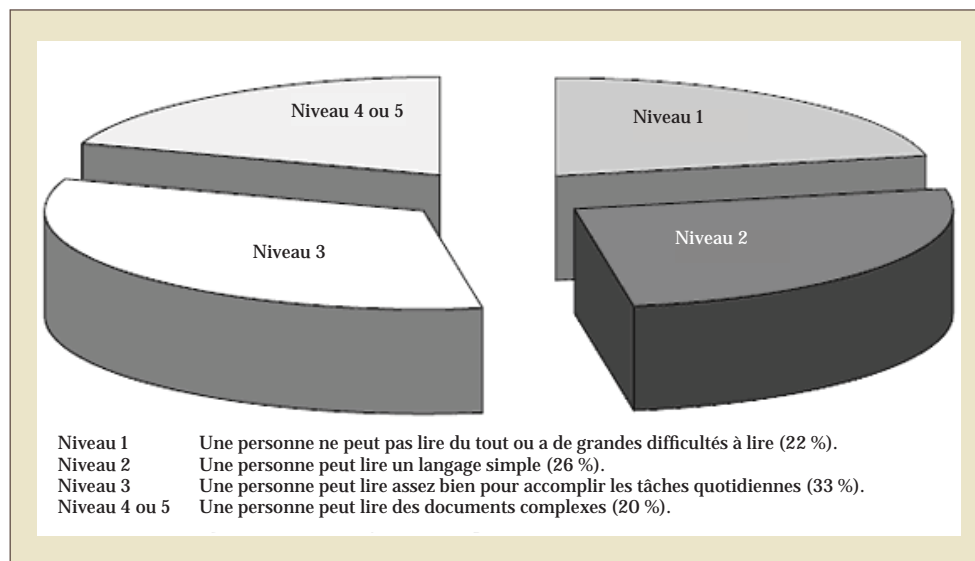 Niveau 4 ou 5
Niveau 1
Niveau 3
Niveau 2
Niveau 1 Une personne ne peut pas lire du tout ou a de grandes difficultés à lire (22 %).
Niveau 2 Une personne peut lire un langage simple (26 %).
Niveau 3 Une personne peut lire assez bien pour accomplir les tâches quotidiennes (33 %).
Niveau 4 ou 5 Une personne peut lire des documents complexes (20 %).